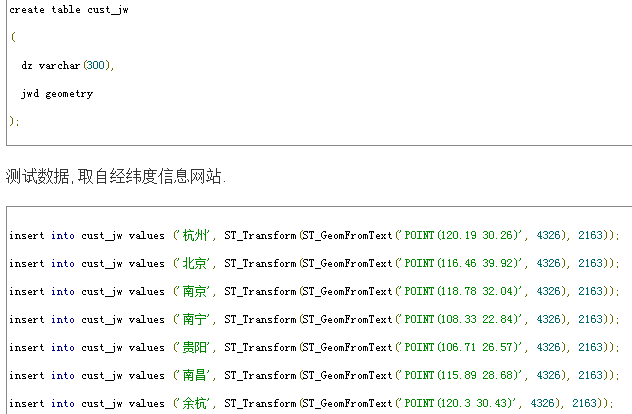 create table cust_jw
(
dz varchar(300),
jwd geometry
);
测试数据,取自经纬度信息网站.
insert into cust_jw values ('杭州', ST_Transform(ST_GeomFromText('POINT(120.19 30.26)', 4326), 2163));
insert into cust_jw values ('北京', ST_Transform(ST_GeomFromText('POINT(116.46 39.92)', 4326), 2163));
insert into cust_jw values ('南京', ST_Transform(ST_GeomFromText('POINT(118.78 32.04)', 4326), 2163));
insert into cust_jw values ('南宁', ST_Transform(ST_GeomFromText('POINT(108.33 22.84)', 4326), 2163));
insert into cust_jw values ('贵阳', ST_Transform(ST_GeomFromText('POINT(106.71 26.57)', 4326), 2163));
insert into cust_jw values ('南昌', ST_Transform(ST_GeomFromText('POINT(115.89 28.68)', 4326), 2163));
insert into cust_jw values ('余杭', ST_Transform(ST_GeomFromText('POINT(120.3 30.43)', 4326), 2163));